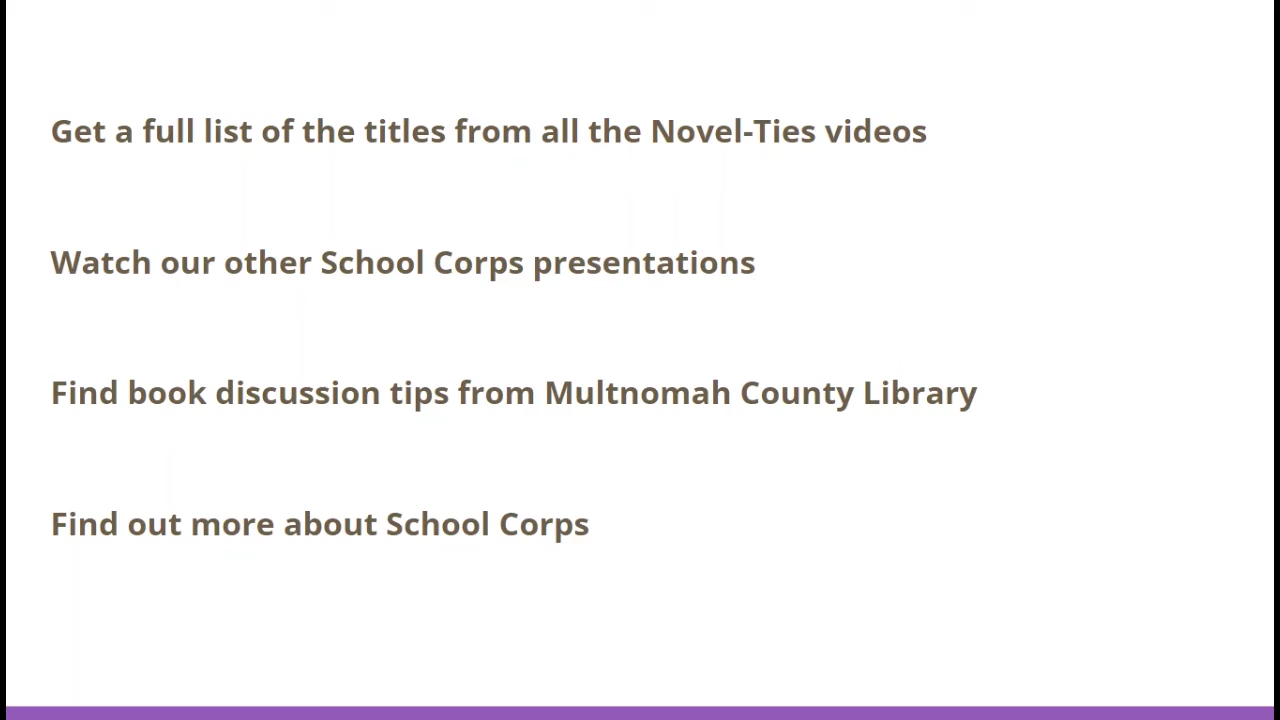 Get a full list of the titles from all the Novel-Ties videos
Watch our other School Corps presentations
Find book discussion tips from Multnomah County Library
Find out more about School Corps